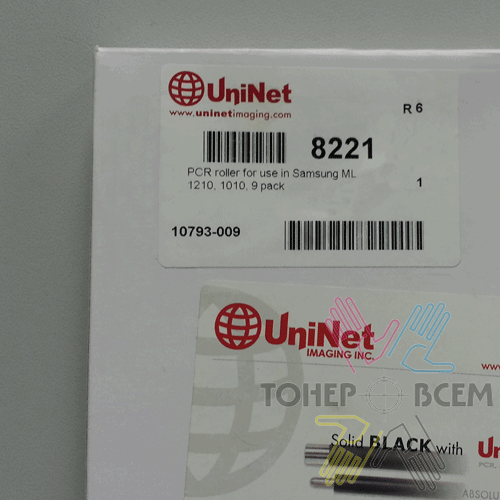 UniNet
www.uninetimaging.com
R 6
8221
PCR roller for use in Samsung ML
1210, 1010, 9 pack
1
10793-009
UniNet
IMAGING INC.
ТОНЕР ВСЕМ
Solid BLACK with